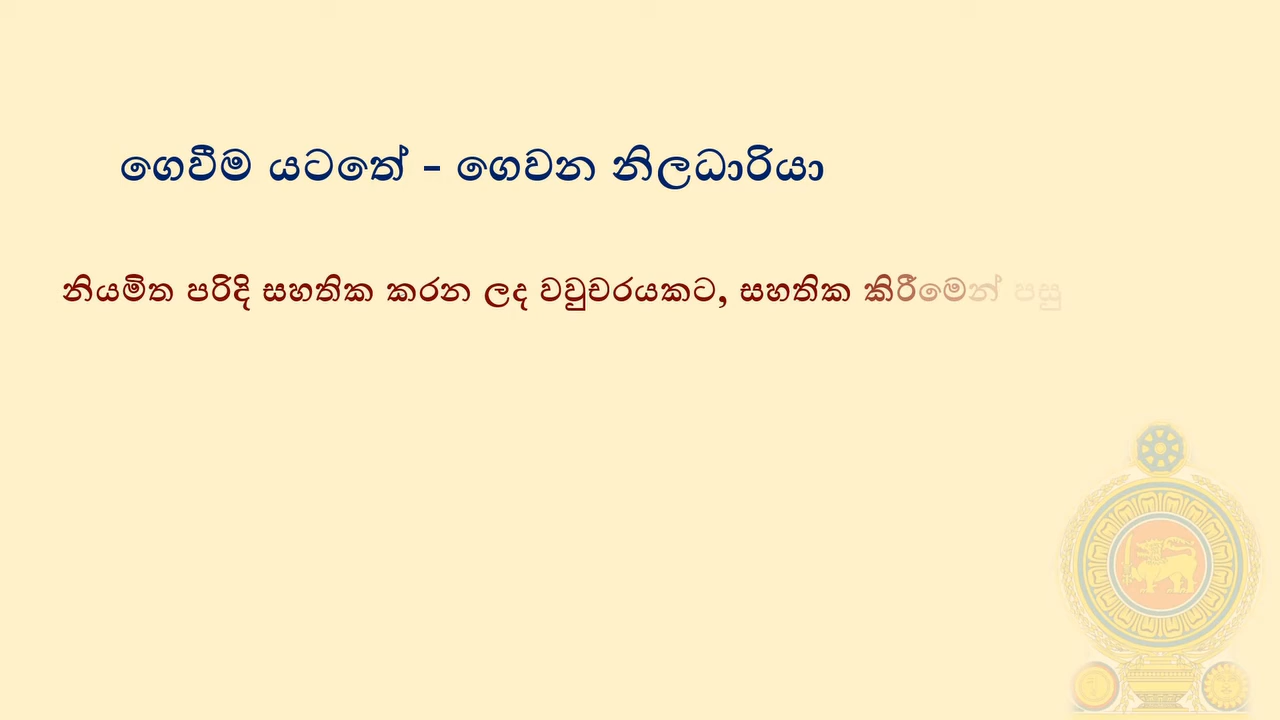 ගෙවීම යටතේ - ගෙවන නිලධාරියා
නියමිත පරිදි සහතික කරන ලද වවුචරයකට, සහතික කිරීමෙන් පසු